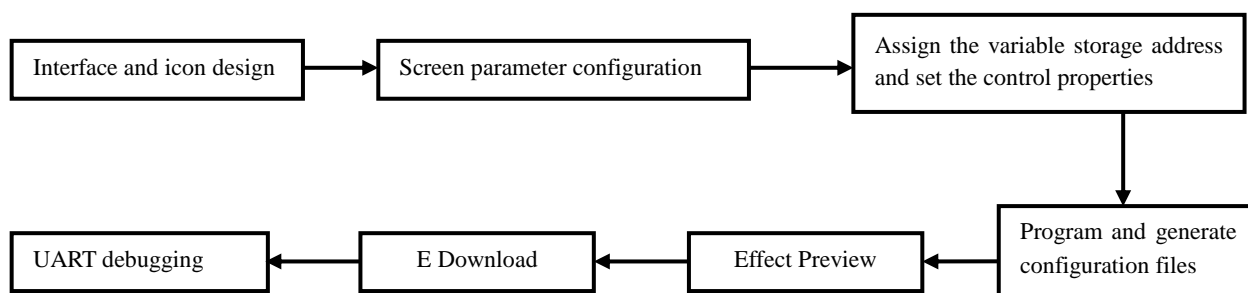 Interface and icon design
Screen parameter configuration
Assign the variable storage address
and set the control properties
Program and generate
configuration files
Effect Preview
E Download
UART debugging